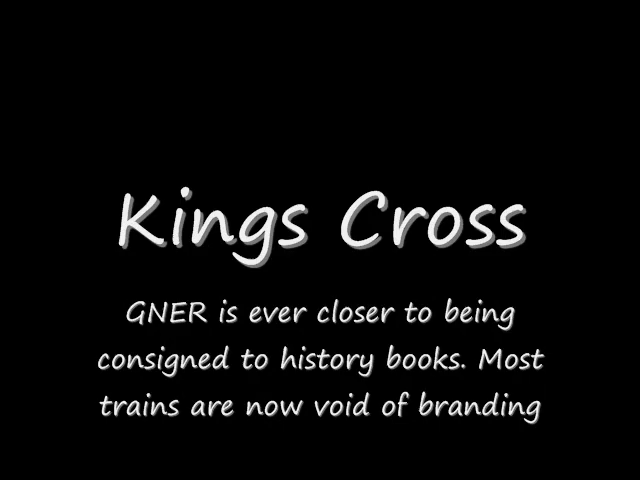 Kings Cross
GNER is ever closer to being
consigned to history books. Most
trains are now void of branding